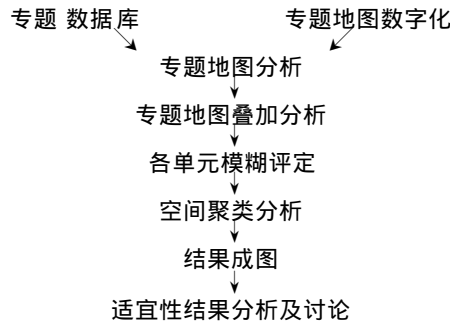 专题 数据库
专题地图数字化
专题地图分析
专题地图叠加分析
各单元模糊评定
空间聚类分析
结果成图
适宜性结果分析及讨论